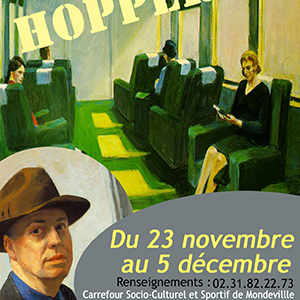 HOPPER
Du 23 novembre
au 5 décembre
Renseignements : 02.31.82.22.73
Carrefour Socio-Culturel et Sportif de Mondeville